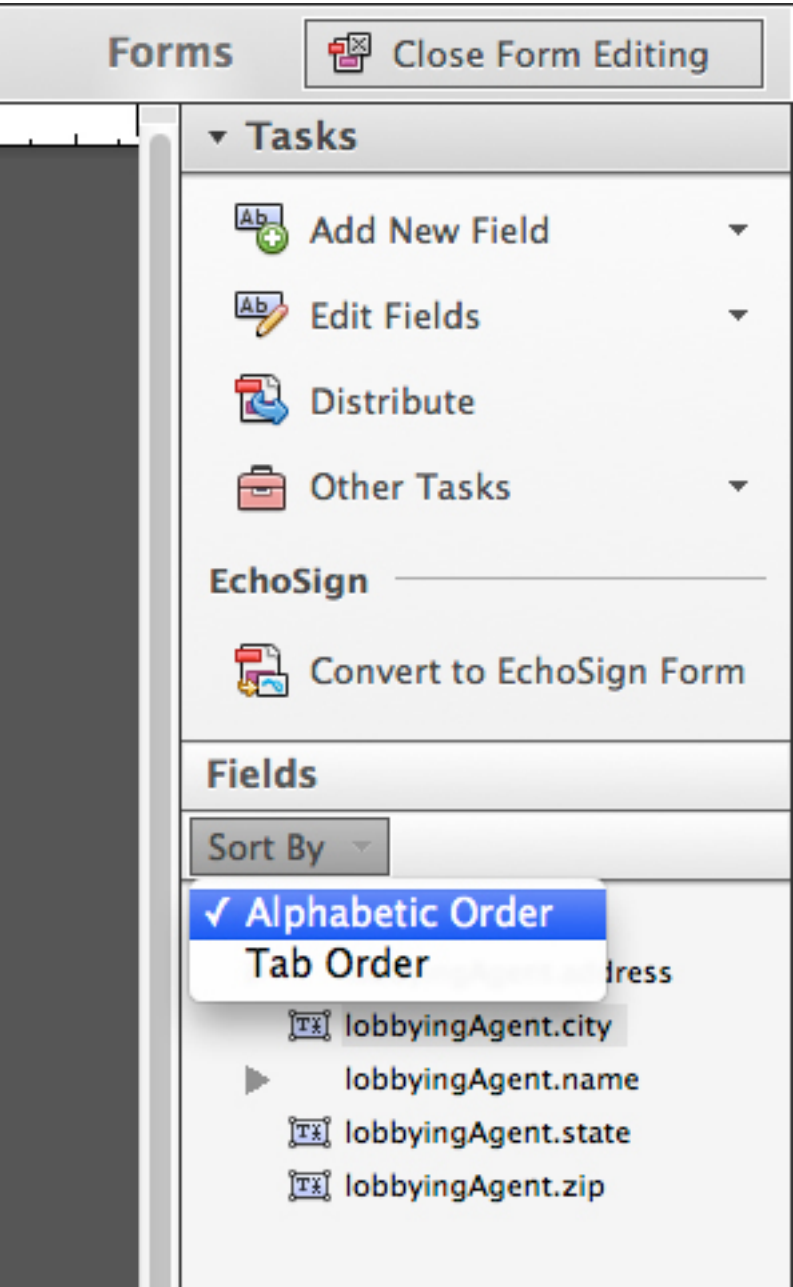 Forms
Close Form Editing
Tasks
Add New Field
Edit Fields
Distribute
Other Tasks
EchoSign
Convert to EchoSign Form
Fields
Sort By
✓ Alphabetic Order
Tab Order
dress
lobbyingAgent.city
lobbyingAgent.name
lobbyingAgent.state
lobbyingAgent.zip